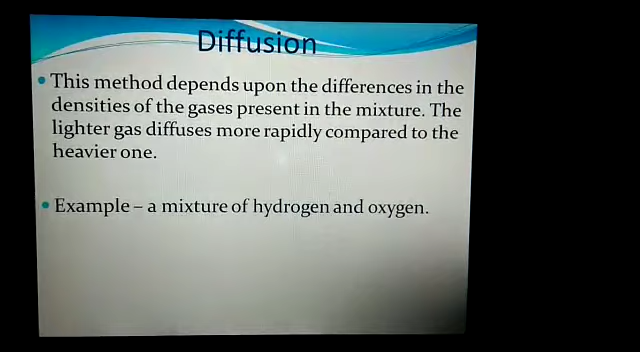 Diffusion
• This method depends upon the differences in the
densities of the gases present in the mixture. The
lighter gas diffuses more rapidly compared to the
heavier one.
• Example – a mixture of hydrogen and oxygen.